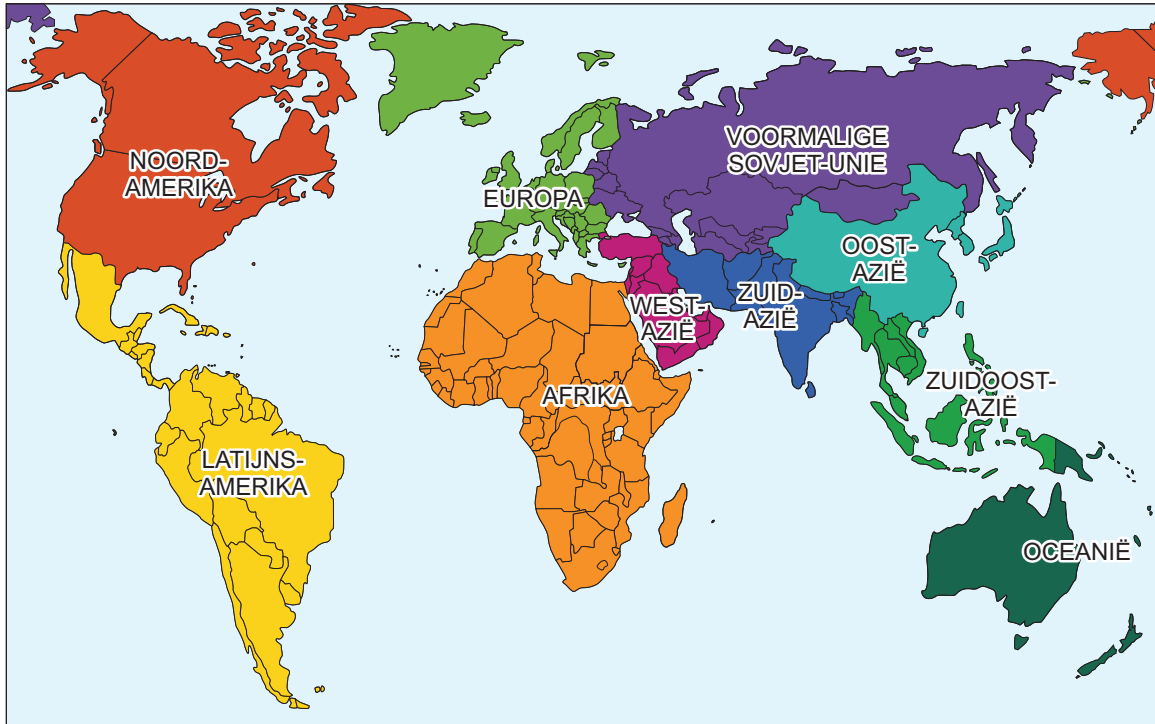 NOORD-
AMERIKA
VOORMALIGE
SOVJET-UNIE
EUROPA
OOST-
AZIË
WEST-
AZIË
ZUID-
AZIË
AFRIKA
ZUIDOOST-
AZIË
LATIJNS-
AMERIKA
OCEANIË